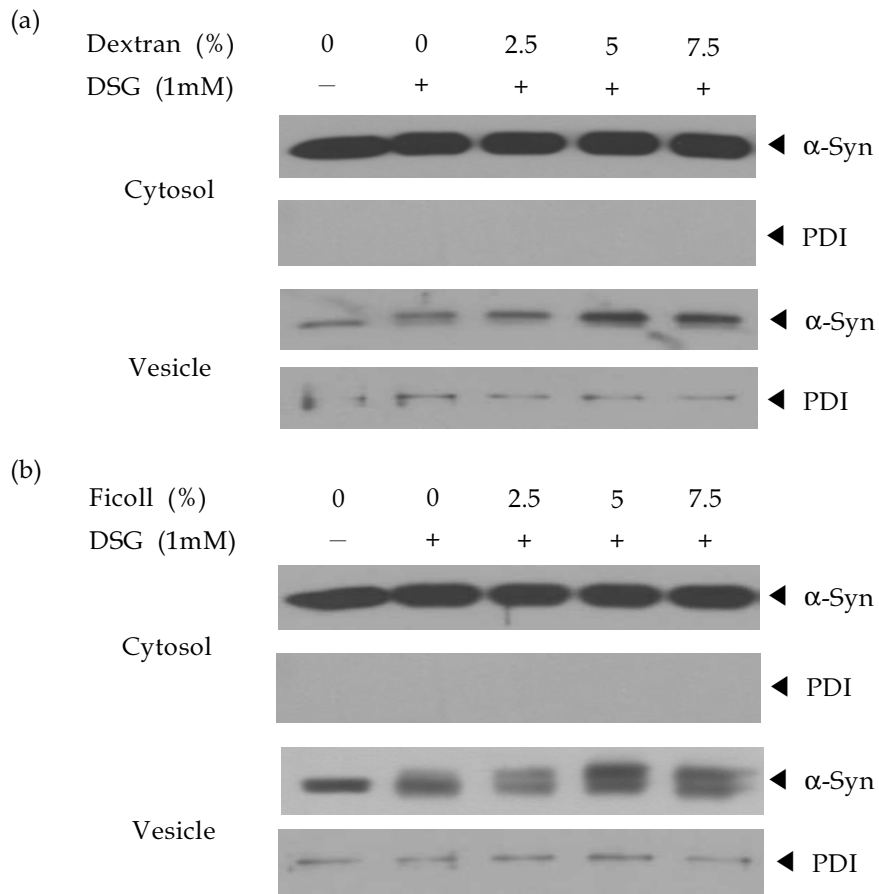 (a)
Dextran (%) 0 0 2.5 5 7.5
DSG (1mM) – + + + +
◀ α-Syn
Cytosol
◀ PDI
◀ α-Syn
Vesicle
◀ PDI
(b)
Ficoll (%) 0 0 2.5 5 7.5
DSG (1mM) – + + + +
◀ α-Syn
Cytosol
◀ PDI
◀ α-Syn
Vesicle
◀ PDI